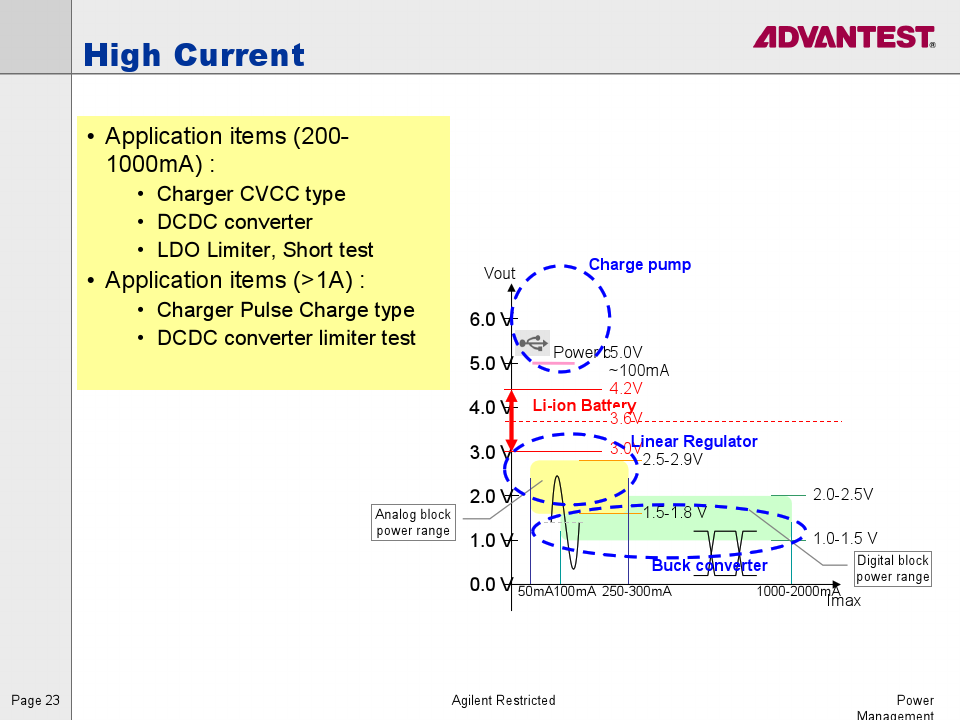 High Current
ADVANTEST®
• Application items (200-
1000mA) :
• Charger CVCC type
• DCDC converter
• LDO Limiter, Short test
• Application items (>1A) :
• Charger Pulse Charge type
• DCDC converter limiter test
Charge pump
Vout
6.0 V
5.0 V
Power c
5.0V
~100mA
4.2V
4.0 V
Li-ion Battery
3.6V
Linear Regulator
3.0 V
3.0V
2.5-2.9V
2.0 V
2.0-2.5V
Analog block
power range
1.5-1.8 V
1.0 V
1.0-1.5 V
Buck converter
Digital block
power range
0.0 V
50mA
100mA
250-300mA
1000-2000mA
Imax
Page 23
Agilent Restricted
Power
Management